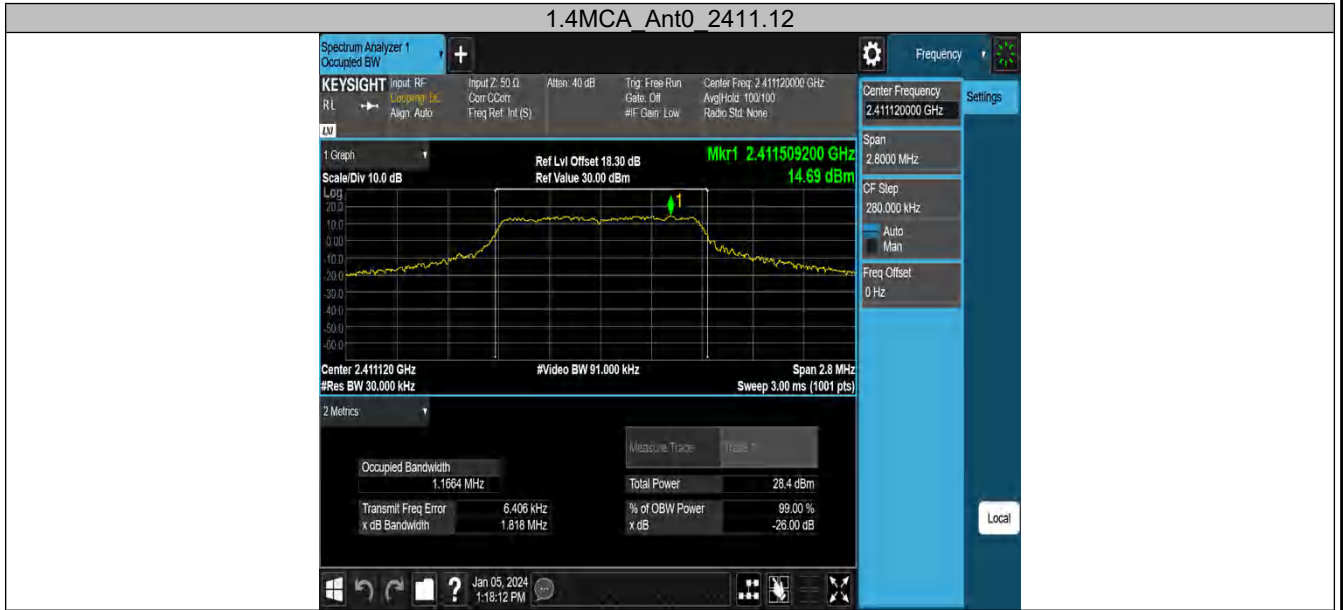 1.4MCA_Ant0_2411.12
Spectrum Analyzer 1
Occupied BW
+
Frequency
KEYSIGHT
RL
LXI
Input: RF
Coupling: DC
Align: Auto
Input Z: 50 Ω
Corr CCorr
Freq Ref: Int (S)
Atten: 40 dB
Trig: Free Run
Gate: Off
#IF Gain: Low
Center Freq: 2.411120000 GHz
Avg|Hold: 100/100
Radio Std: None
Center Frequency
2.411120000 GHz
Settings
Span
2.8000 MHz
CF Step
280.000 kHz
Auto
Man
Freq Offset
0 Hz
1 Graph
Scale/Div 10.0 dB
Ref Lvl Offset 18.30 dB
Ref Value 30.00 dBm
Mkr1 2.411509200 GHz
14.69 dBm
Log
20.0
10.0
0.00
-10.0
-20.0
-30.0
-40.0
-50.0
-60.0
1
Center 2.411120 GHz
#Res BW 30.000 kHz
#Video BW 91.000 kHz
Span 2.8 MHz
Sweep 3.00 ms (1001 pts)
2 Metrics
Measure Trace
Trace 1
Occupied Bandwidth
1.1664 MHz
Total Power 28.4 dBm
Transmit Freq Error 6.406 kHz
% of OBW Power 99.00 %
x dB Bandwidth 1.818 MHz
x dB -26.00 dB
Local
?
Jan 05, 2024
1:18:12 PM